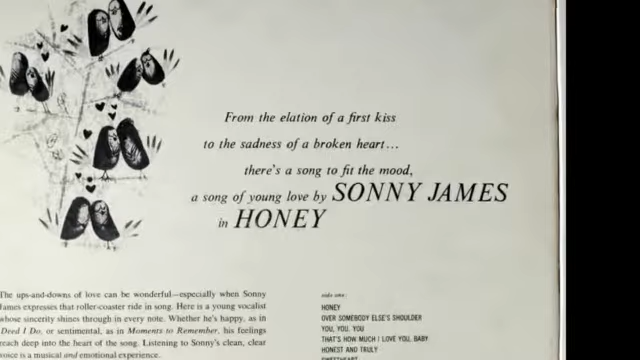 From the elation of a first kiss
to the sadness of a broken heart...
there's a song to fit the mood,
a song of young love by SONNY JAMES
in HONEY
The ups-and-downs of love can be wonderful—especially when Sonny
James expresses that roller-coaster ride in song. Here is a young vocalist
whose sincerity shines through in every note. Whether he's happy, as in
Deed I Do, or sentimental, as in Moments to Remember, his feelings
reach deep into the heart of the song. Listening to Sonny's clean, clear
voice is a musical and emotional experience.
side one:
HONEY
OVER SOMEBODY ELSE'S SHOULDER
YOU, YOU, YOU
THAT'S HOW MUCH I LOVE YOU, BABY
HONEST AND TRULY
SWEETHEART